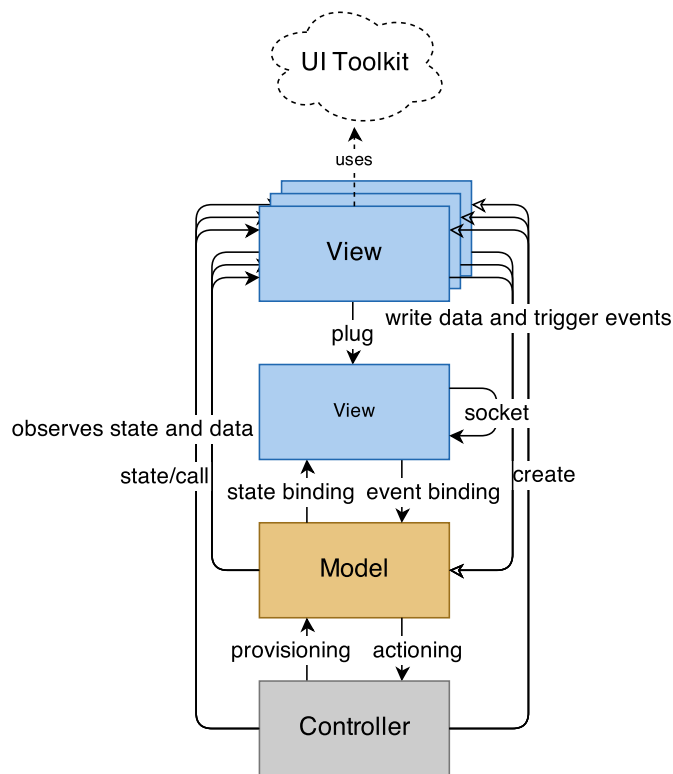 UI Toolkit
uses
View
write data and trigger events
plug
View
socket
observes state and data
state/call
create
state binding
event binding
Model
provisioning
actioning
Controller